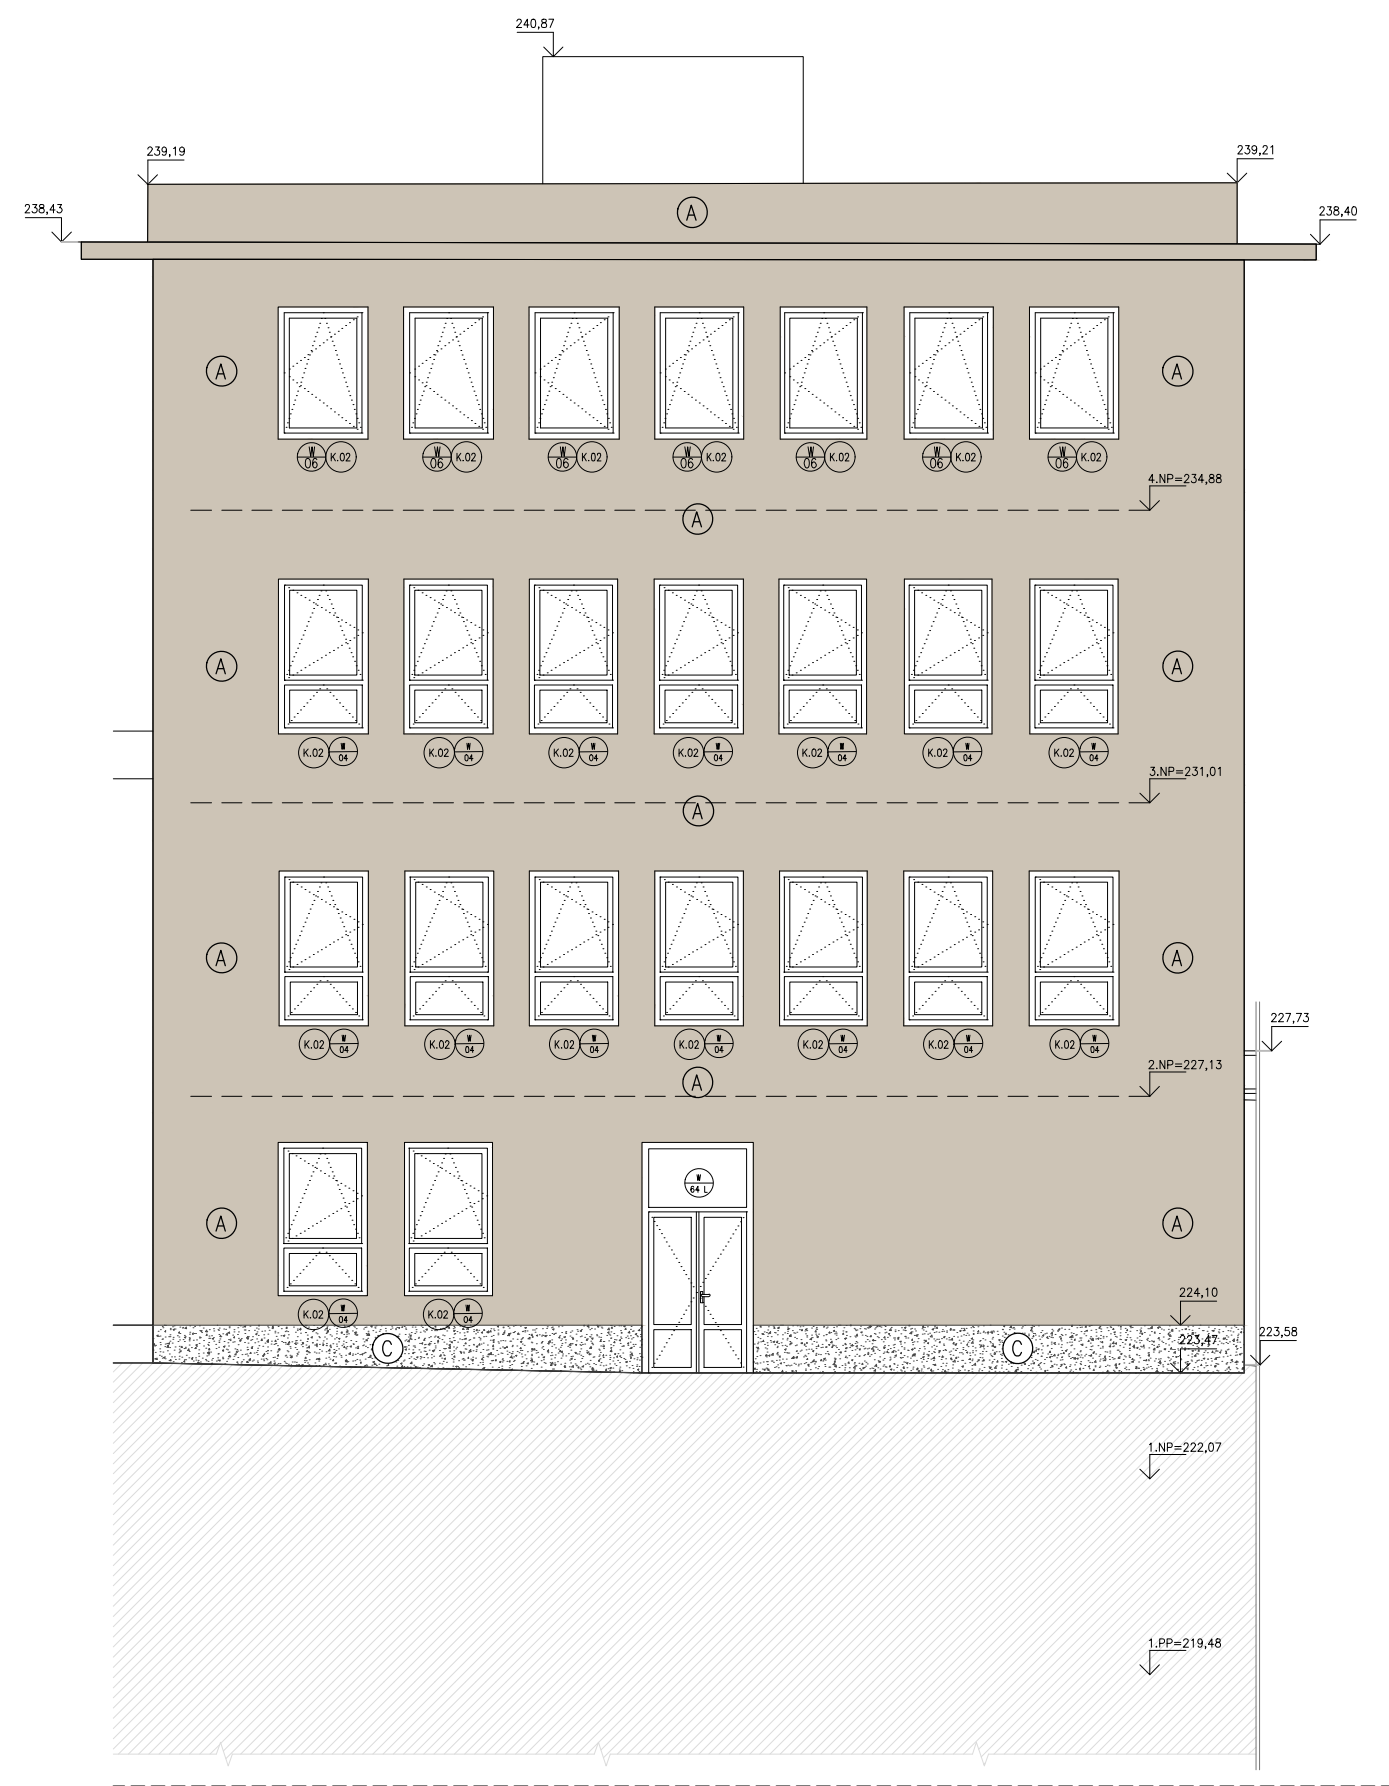 240,87
239,19
239,21
238,43
A
238,40
A
A
W 06 K.02 W 06 K.02 W 06 K.02 W 06 K.02 W 06 K.02 W 06 K.02 W 06 K.02
4.NP=234,88
A
A
A
K.02 W 04 K.02 W 04 K.02 W 04 K.02 W 04 K.02 W 04 K.02 W 04 K.02 W 04
3.NP=231,01
A
A
A
227,73
K.02 W 04 K.02 W 04 K.02 W 04 K.02 W 04 K.02 W 04 K.02 W 04 K.02 W 04
2.NP=227,13
A
W 64 L
A
A
224,10
K.02 W 04 K.02 W 04
223,58
223,47
C
C
1.NP=222,07
1.PP=219,48